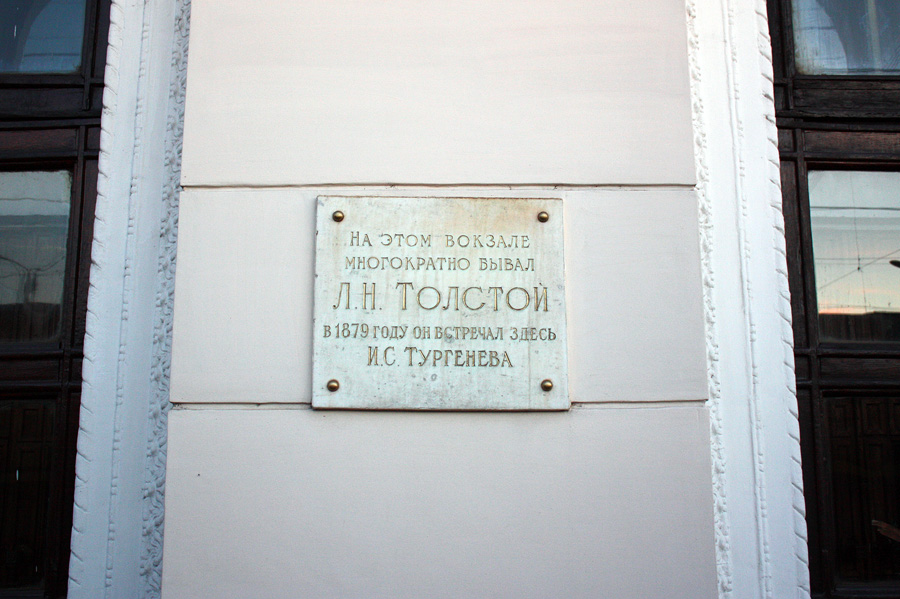 НА ЭТОМ ВОКЗАЛЕ
МНОГОКРАТНО БЫВАЛ
Л.Н. ТОЛСТОЙ
В 1879 ГОДУ ОН ВСТРЕЧАЛ ЗДЕСЬ
И.С. ТУРГЕНЕВА